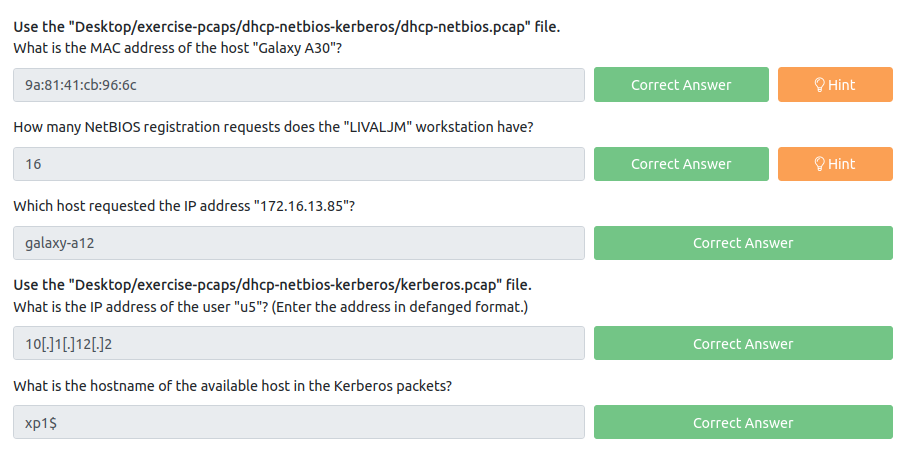 Use the "Desktop/exercise-pcaps/dhcp-netbios-kerberos/dhcp-netbios.pcap" file.
What is the MAC address of the host "Galaxy A30"?
9a:81:41:cb:96:6c
Correct Answer
Hint
How many NetBIOS registration requests does the "LIVALJM" workstation have?
16
Correct Answer
Hint
Which host requested the IP address "172.16.13.85"?
galaxy-a12
Correct Answer
Use the "Desktop/exercise-pcaps/dhcp-netbios-kerberos/kerberos.pcap" file.
What is the IP address of the user "u5"? (Enter the address in defanged format.)
10[.]1[.]12[.]2
Correct Answer
What is the hostname of the available host in the Kerberos packets?
xp1$
Correct Answer